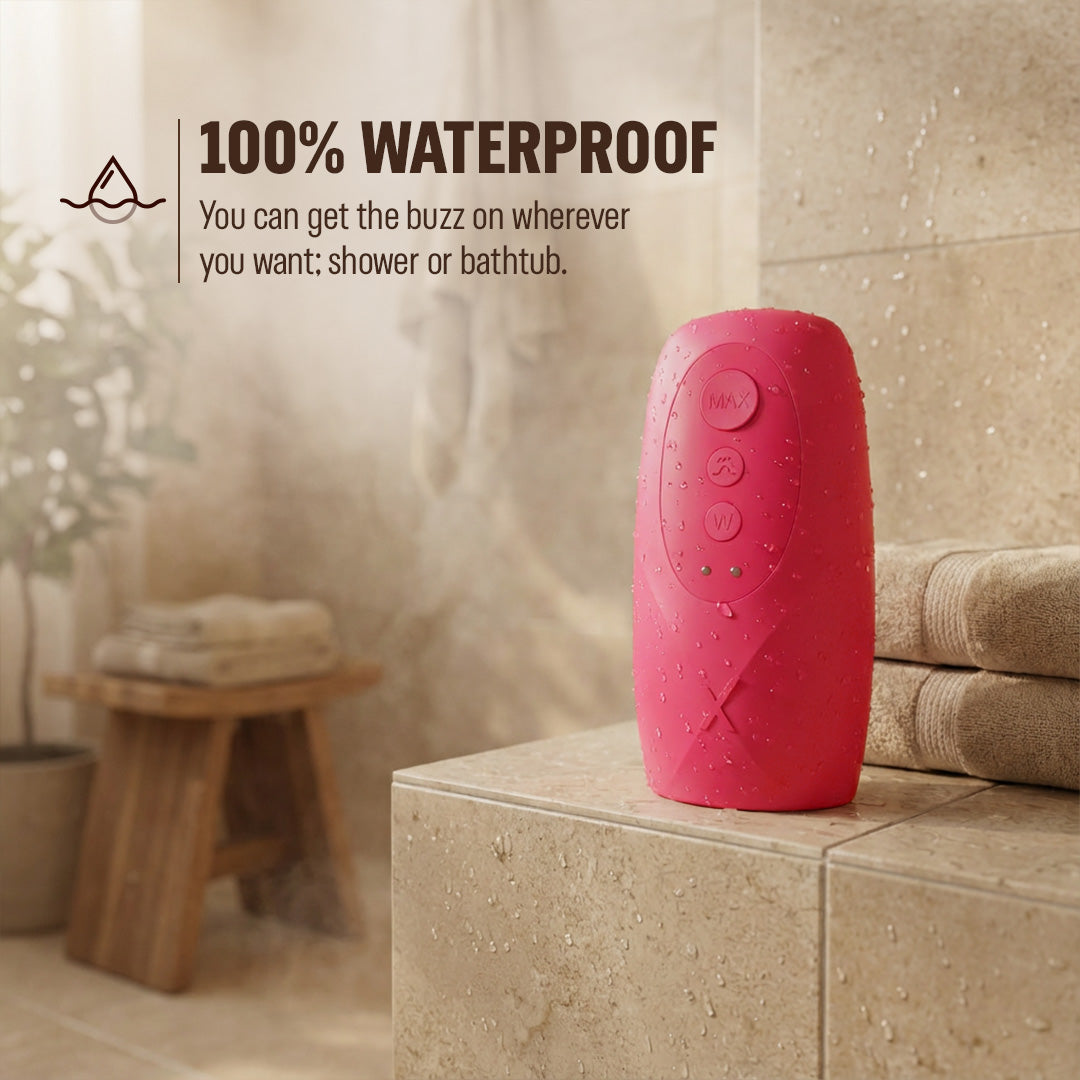 100% WATERPROOF
You can get the buzz on wherever
you want; shower or bathtub.
MAX
W
X